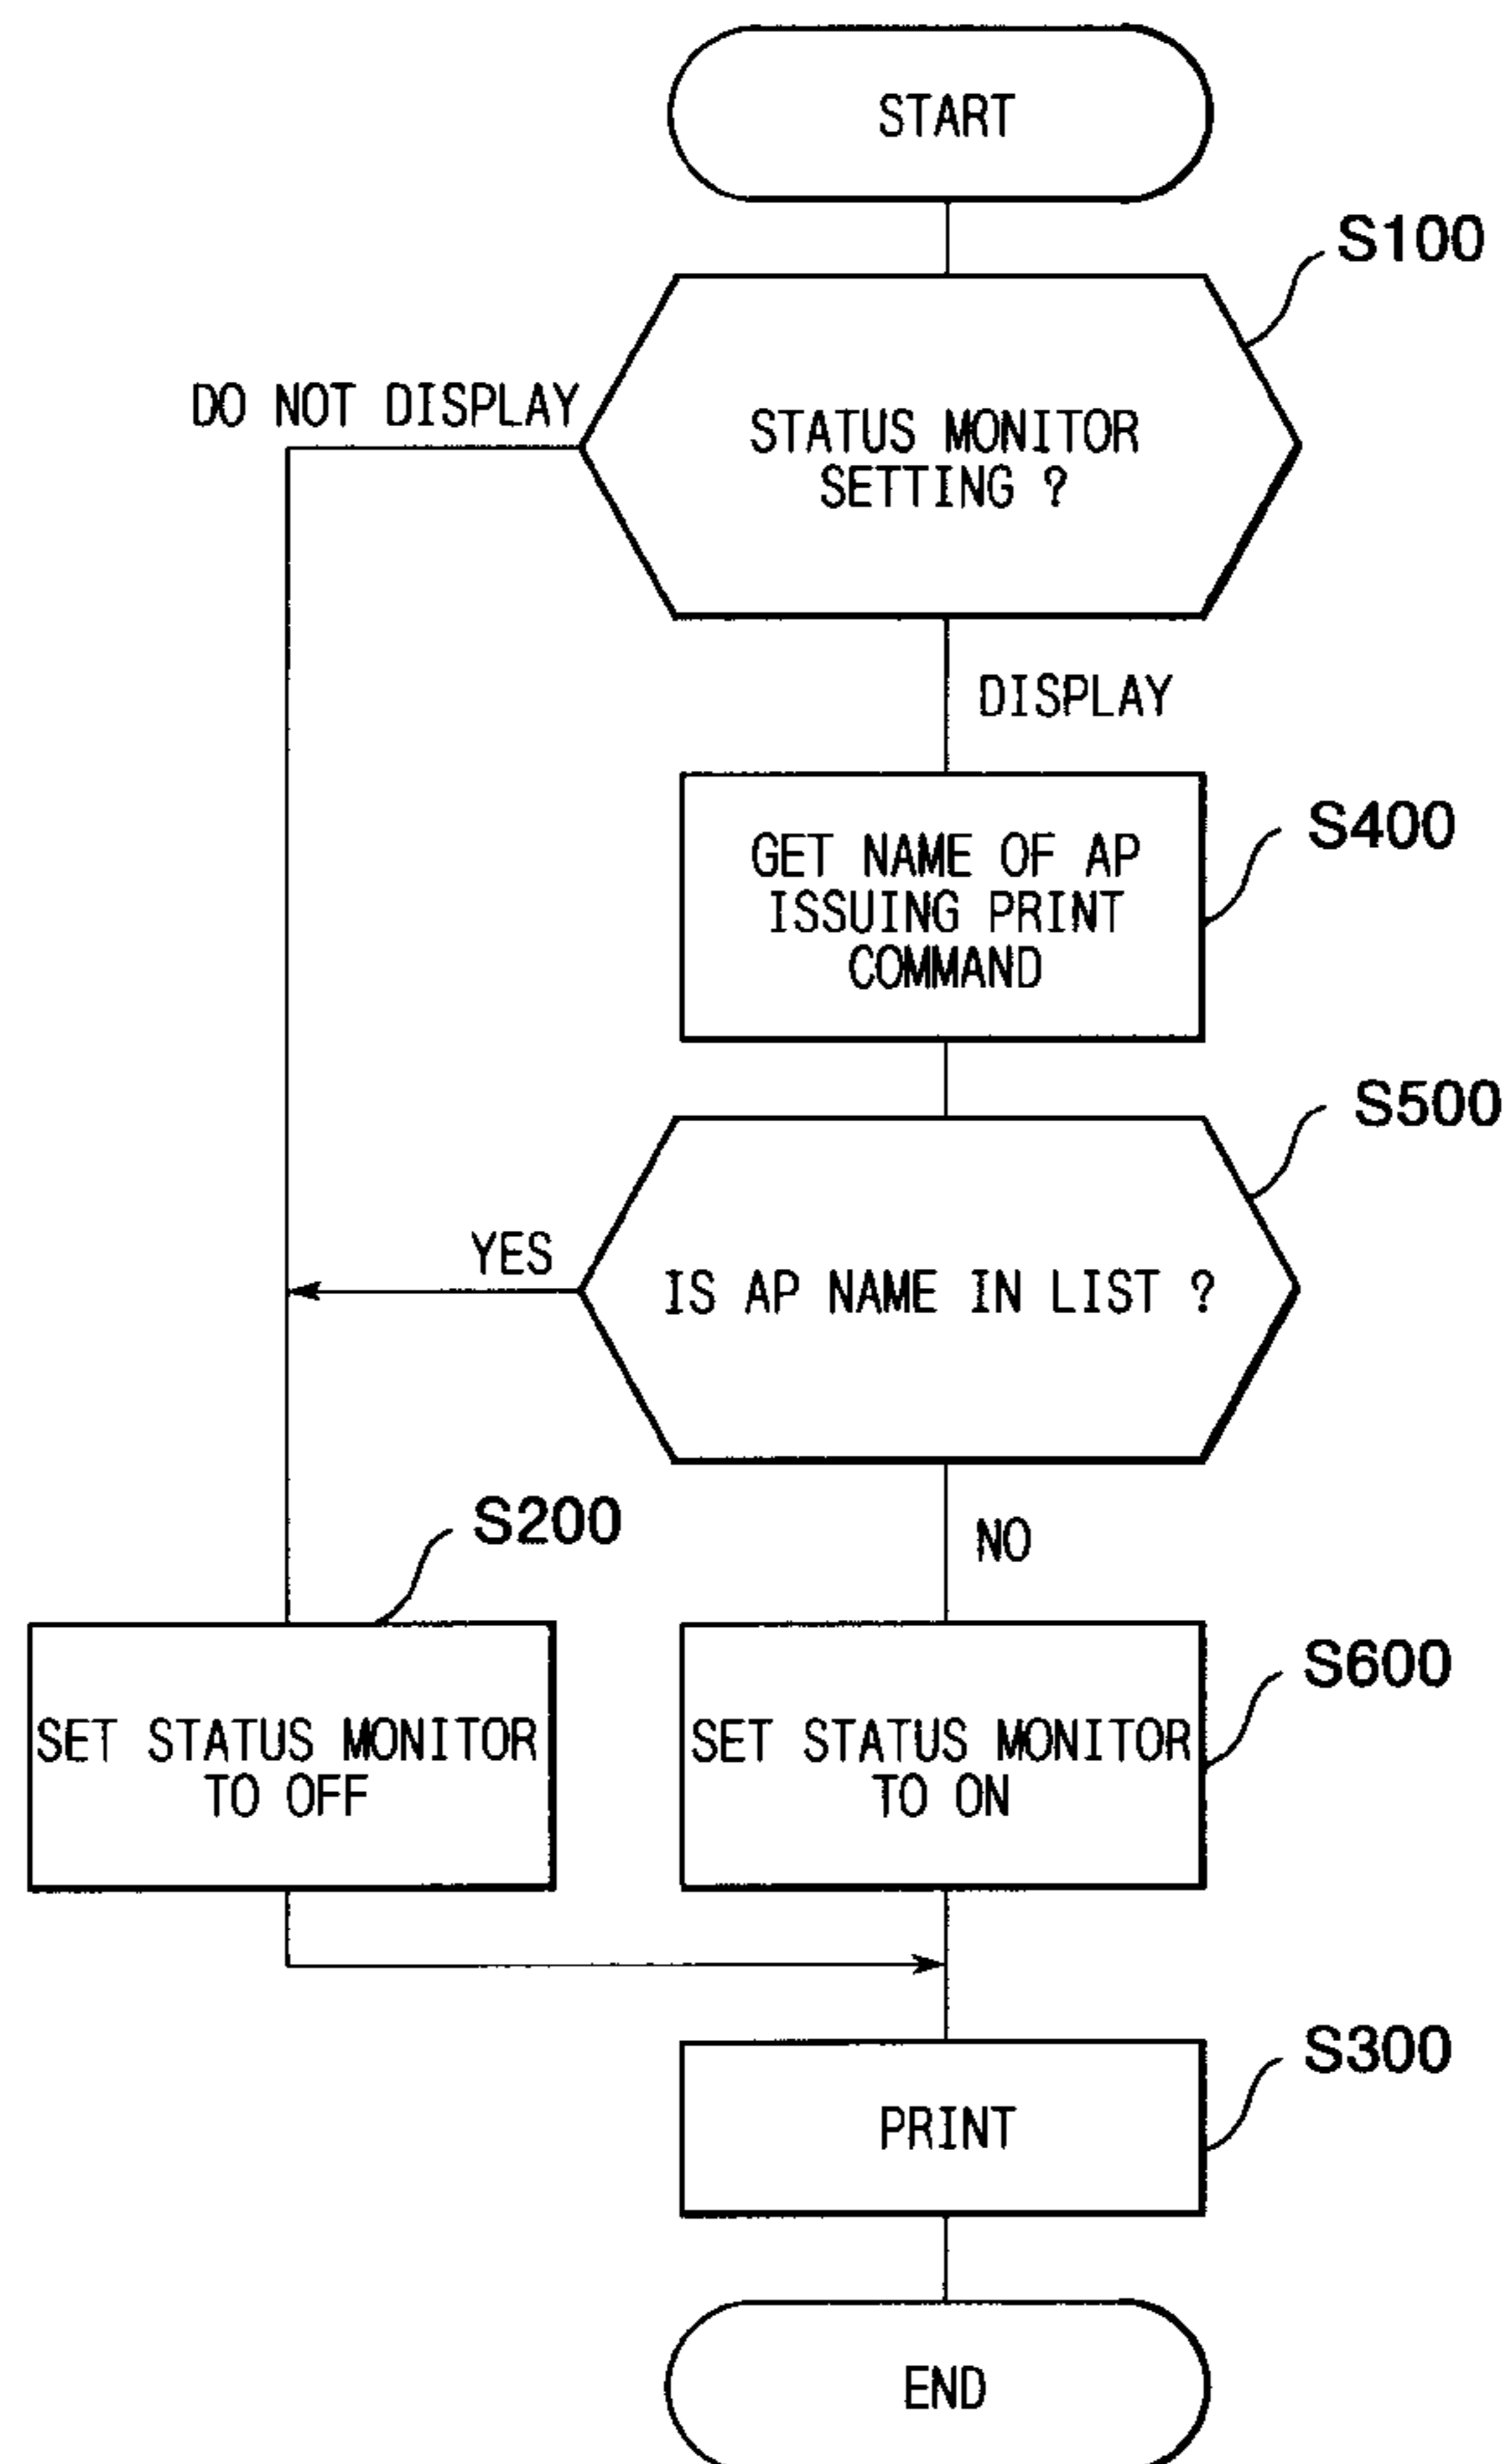 START
S100
DO NOT DISPLAY
STATUS MONITOR
SETTING ?
DISPLAY
GET NAME OF AP
ISSUING PRINT
COMMAND
S400
S500
YES
IS AP NAME IN LIST ?
S200
NO
SET STATUS MONITOR
TO OFF
SET STATUS MONITOR
TO ON
S600
PRINT
S300
END